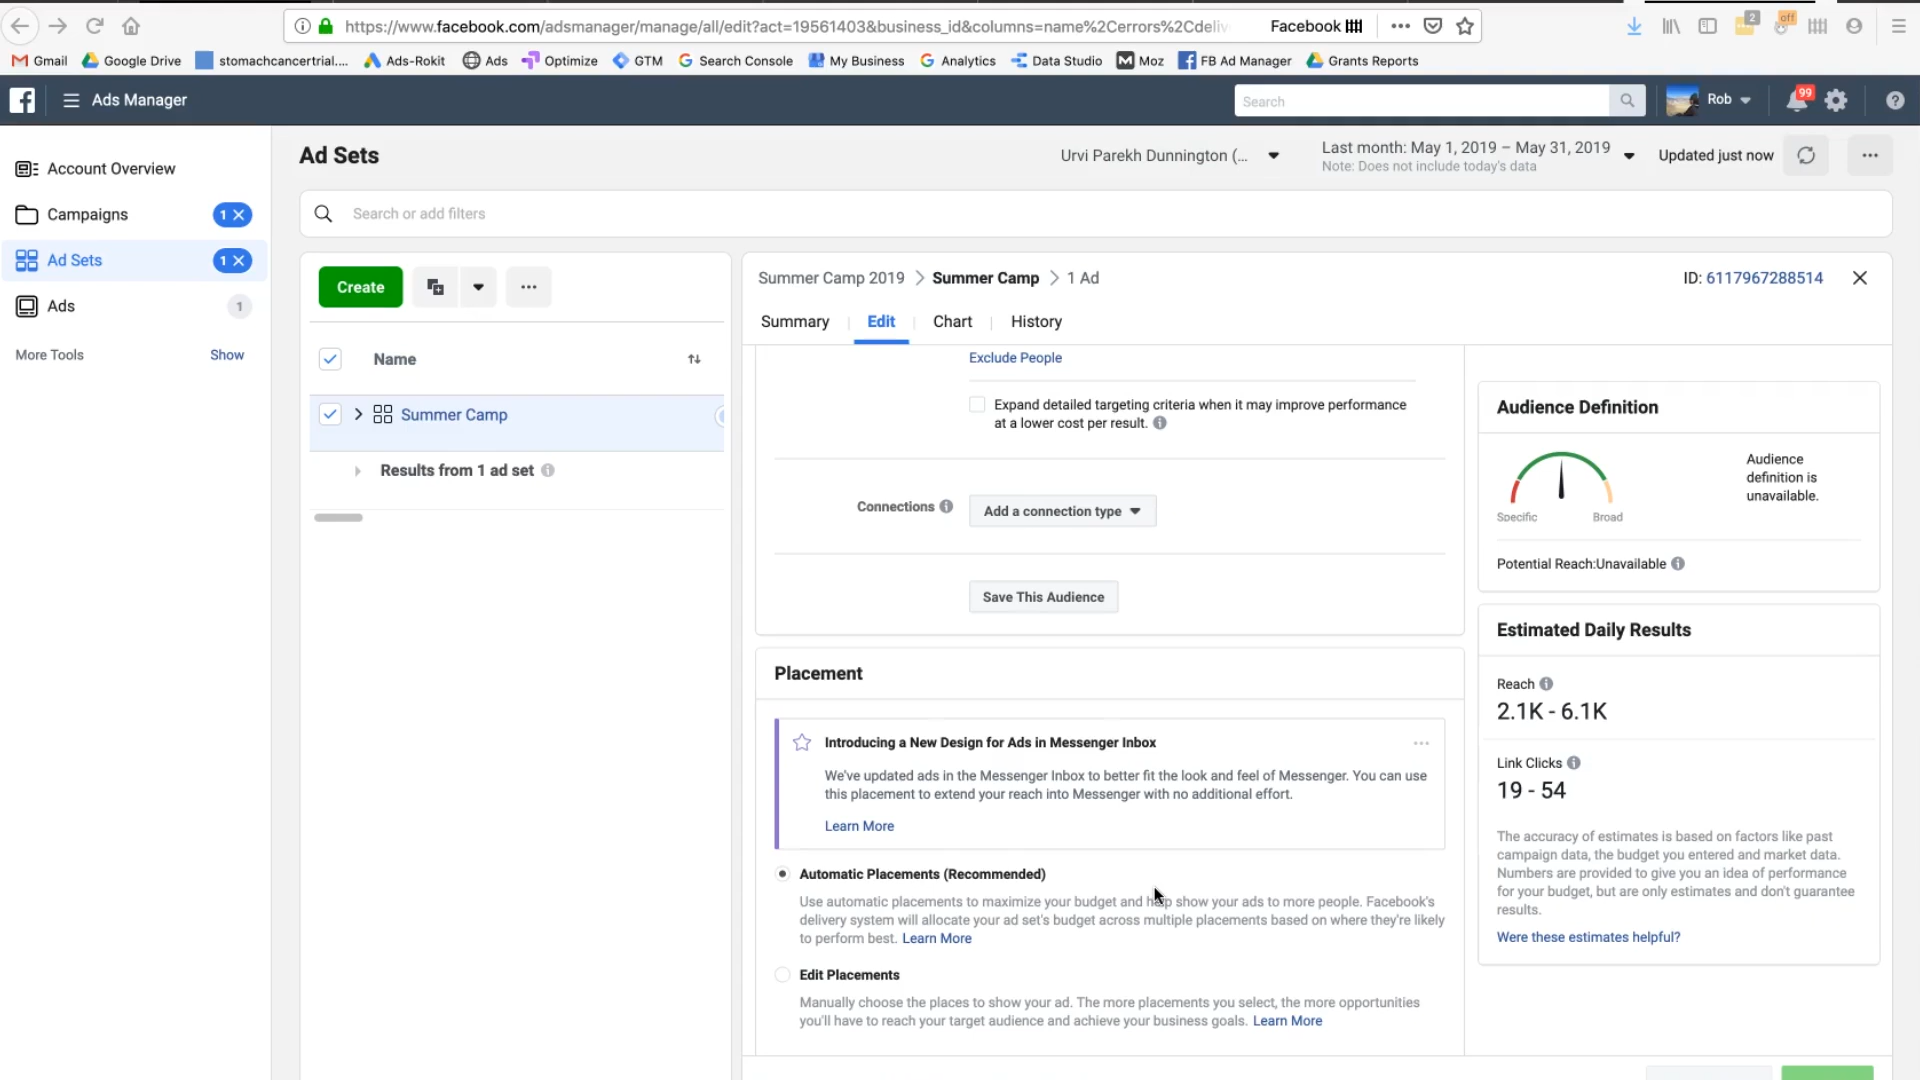 https://www.facebook.com/adsmanager/manage/all/edit?act=19561403&business_id&columns=name%2Cerrors%2Cdeliv
Facebook
2
off
Gmail
Google Drive
stomachcancertrial....
Ads-Rokit
Ads
Optimize
GTM
Search Console
My Business
Analytics
Data Studio
Moz
FB Ad Manager
Grants Reports
Ads Manager
Search
Rob
99
Account Overview
Campaigns
1
Ad Sets
1
Ads
1
More Tools
Show
Ad Sets
Urvi Parekh Dunnington (...
Last month: May 1, 2019 – May 31, 2019
Note: Does not include today's data
Updated just now
Search or add filters
Create
Name
Summer Camp
Results from 1 ad set
Summer Camp 2019 > Summer Camp > 1 Ad
ID: 6117967288514
Summary
Edit
Chart
History
Exclude People
Expand detailed targeting criteria when it may improve performance
at a lower cost per result.
Connections
Add a connection type
Save This Audience
Placement
Introducing a New Design for Ads in Messenger Inbox
We've updated ads in the Messenger Inbox to better fit the look and feel of Messenger. You can use
this placement to extend your reach into Messenger with no additional effort.
Learn More
Automatic Placements (Recommended)
Use automatic placements to maximize your budget and help show your ads to more people. Facebook's
delivery system will allocate your ad set's budget across multiple placements based on where they're likely
to perform best. Learn More
Edit Placements
Manually choose the places to show your ad. The more placements you select, the more opportunities
you'll have to reach your target audience and achieve your business goals. Learn More
Audience Definition
Audience
definition is
unavailable.
Specific
Broad
Potential Reach:Unavailable
Estimated Daily Results
Reach
2.1K - 6.1K
Link Clicks
19 - 54
The accuracy of estimates is based on factors like past
campaign data, the budget you entered and market data.
Numbers are provided to give you an idea of performance
for your budget, but are only estimates and don't guarantee
results.
Were these estimates helpful?